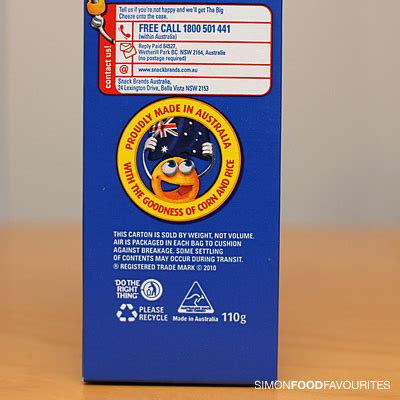 Tell us if you're not happy and we'll get The Big
Cheeze onto the case.
contact us!
FREE CALL 1800 501 441
(within Australia)
Reply Paid 84527,
Wetherill Park BC NSW 2164, Australia
(no postage required)
@ www.snackbrands.com.au
Snack Brands Australia,
24 Lexington Drive, Bella Vista NSW 2153
PROUDLY MADE IN AUSTRALIA
WITH THE GOODNESS OF CORN AND RICE
THIS CARTON IS SOLD BY WEIGHT, NOT VOLUME.
AIR IS PACKAGED IN EACH BAG TO CUSHION
AGAINST BREAKAGE. SOME SETTLING
OF CONTENTS MAY OCCUR DURING TRANSIT.
® REGISTERED TRADE MARK © 2010
'DO THE
RIGHT
THING'
PLEASE
RECYCLE
Made in Australia
110g
SIMONFOODFAVOURITES